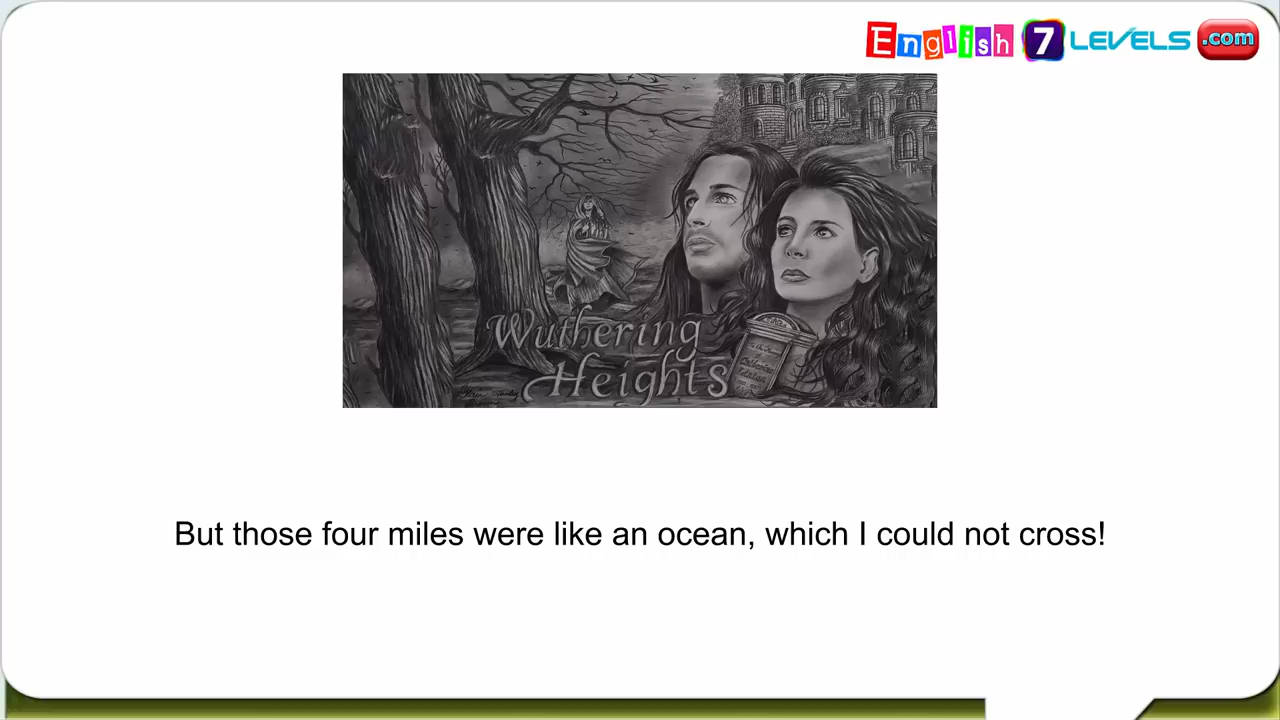 English 7 LEVELS .com
Wuthering
Heights
But those four miles were like an ocean, which I could not cross!